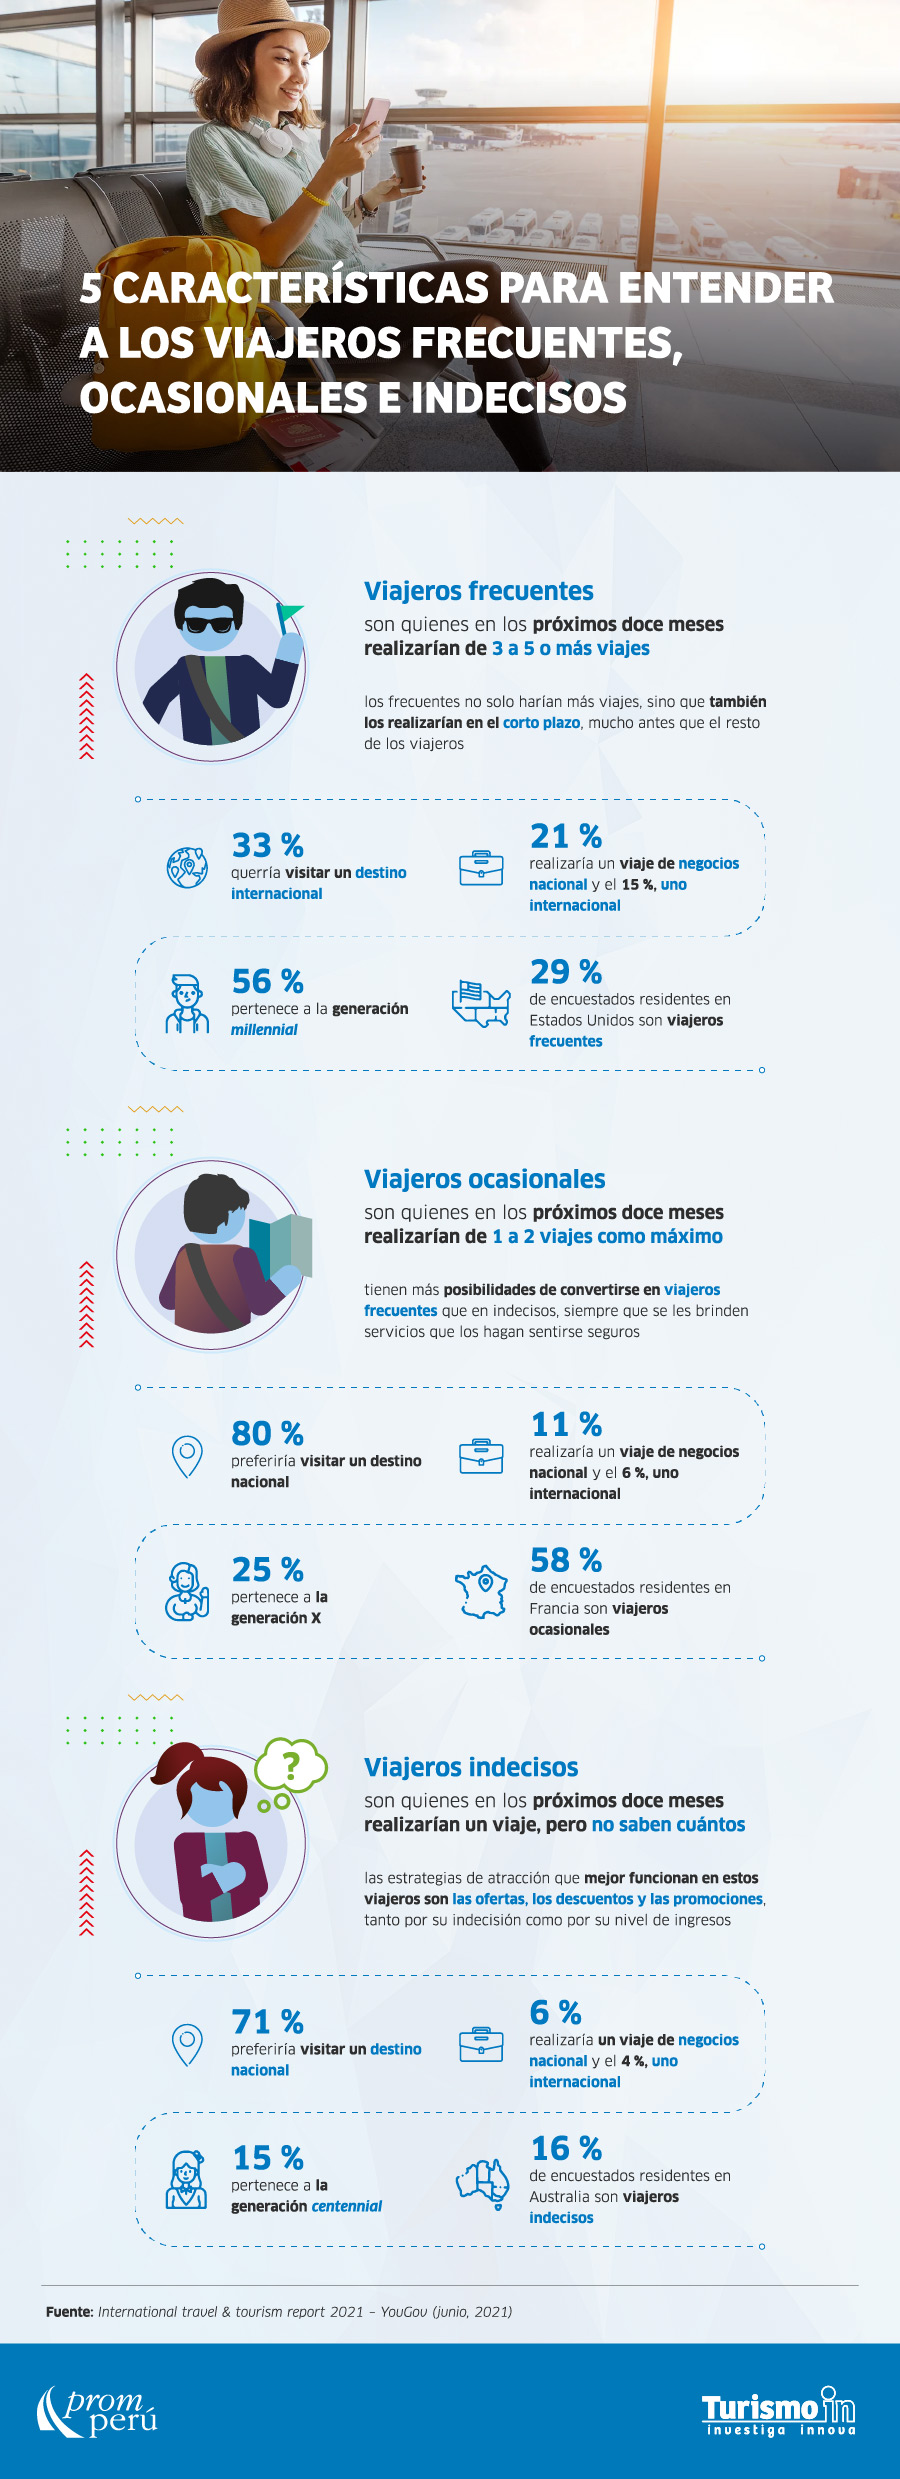 5 CARACTERÍSTICAS PARA ENTENDER
A LOS VIAJEROS FRECUENTES,
OCASIONALES E INDECISOS
Viajeros frecuentes
son quienes en los próximos doce meses
realizarían de 3 a 5 o más viajes
los frecuentes no solo harían más viajes, sino que también
los realizarían en el corto plazo, mucho antes que el resto
de los viajeros
33 %
querría visitar un destino
internacional
21 %
realizaría un viaje de negocios
nacional y el 15 %, uno
internacional
56 %
pertenece a la generación
millennial
29 %
de encuestados residentes en
Estados Unidos son viajeros
frecuentes
Viajeros ocasionales
son quienes en los próximos doce meses
realizarían de 1 a 2 viajes como máximo
tienen más posibilidades de convertirse en viajeros
frecuentes que en indecisos, siempre que se les brinden
servicios que los hagan sentirse seguros
80 %
preferiría visitar un destino
nacional
11 %
realizaría un viaje de negocios
nacional y el 6 %, uno
internacional
25 %
pertenece a la
generación X
58 %
de encuestados residentes en
Francia son viajeros
ocasionales
?
Viajeros indecisos
son quienes en los próximos doce meses
realizarían un viaje, pero no saben cuántos
las estrategias de atracción que mejor funcionan en estos
viajeros son las ofertas, los descuentos y las promociones,
tanto por su indecisión como por su nivel de ingresos
71 %
preferiría visitar un destino
nacional
6 %
realizaría un viaje de negocios
nacional y el 4 %, uno
internacional
15 %
pertenece a la
generación centennial
16 %
de encuestados residentes en
Australia son viajeros
indecisos
Fuente: International travel & tourism report 2021 – YouGov (junio, 2021)
prom
perú
Turismo in
investiga innova